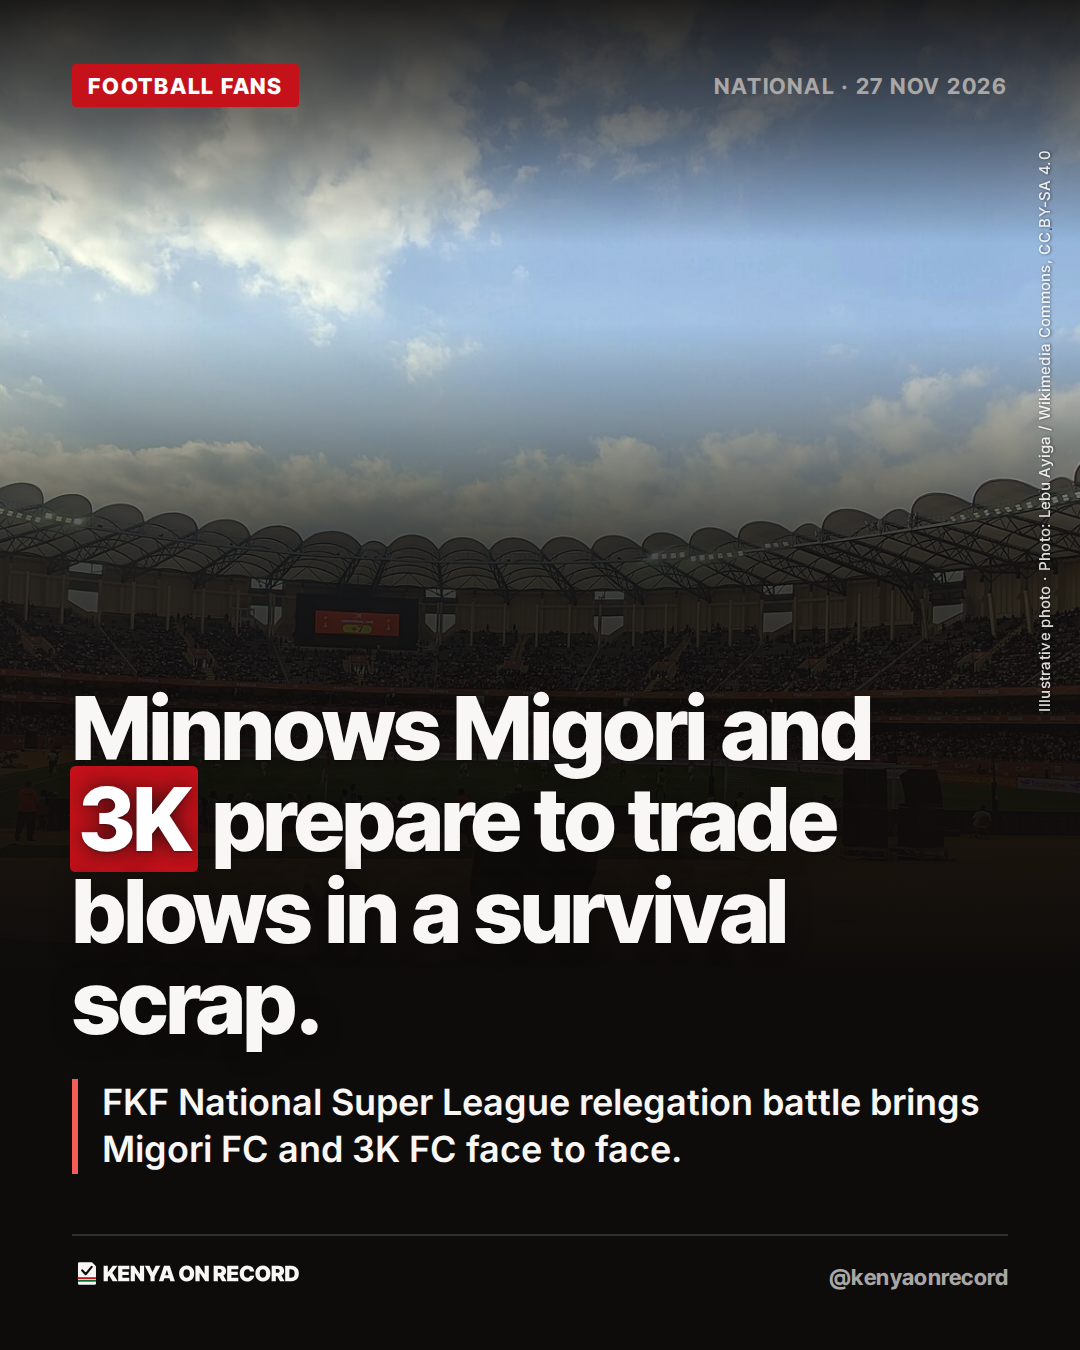 FOOTBALL FANS
NATIONAL · 27 NOV 2026
Illustrative photo · Photo: Lebu Ayiga / Wikimedia Commons, CC BY-SA 4.0
Minnows Migori and
3K prepare to trade
blows in a survival
scrap.
FKF National Super League relegation battle brings
Migori FC and 3K FC face to face.
KENYA ON RECORD
@kenyaonrecord